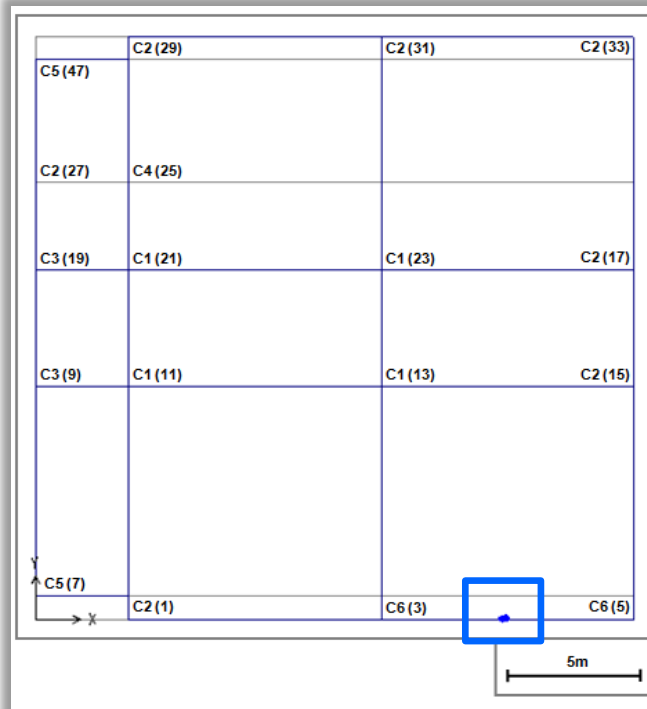 C2 (29) C2 (31) C2 (33)
C5 (47)
C2 (27) C4 (25)
C3 (19) C1 (21) C1 (23) C2 (17)
C3 (9) C1 (11) C1 (13) C2 (15)
Y
C5 (7)
C2 (1) C6 (3) C6 (5)
X
5m